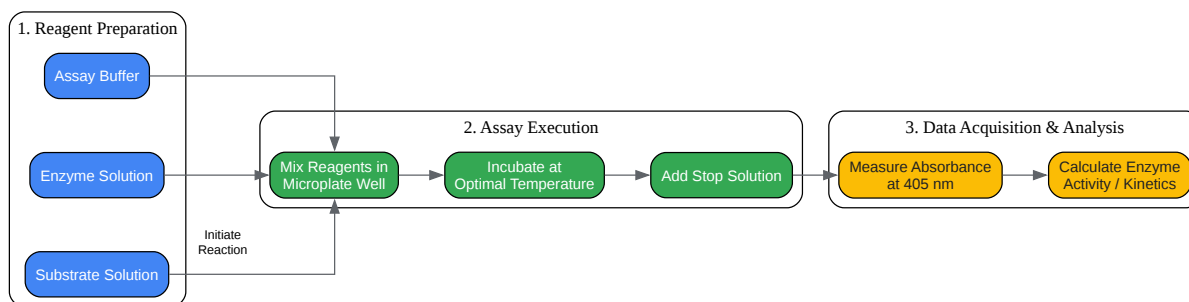 1. Reagent Preparation
Assay Buffer
Enzyme Solution
Substrate Solution
Initiate
Reaction
2. Assay Execution
Mix Reagents in
Microplate Well
Incubate at
Optimal Temperature
Add Stop Solution
3. Data Acquisition & Analysis
Measure Absorbance
at 405 nm
Calculate Enzyme
Activity / Kinetics